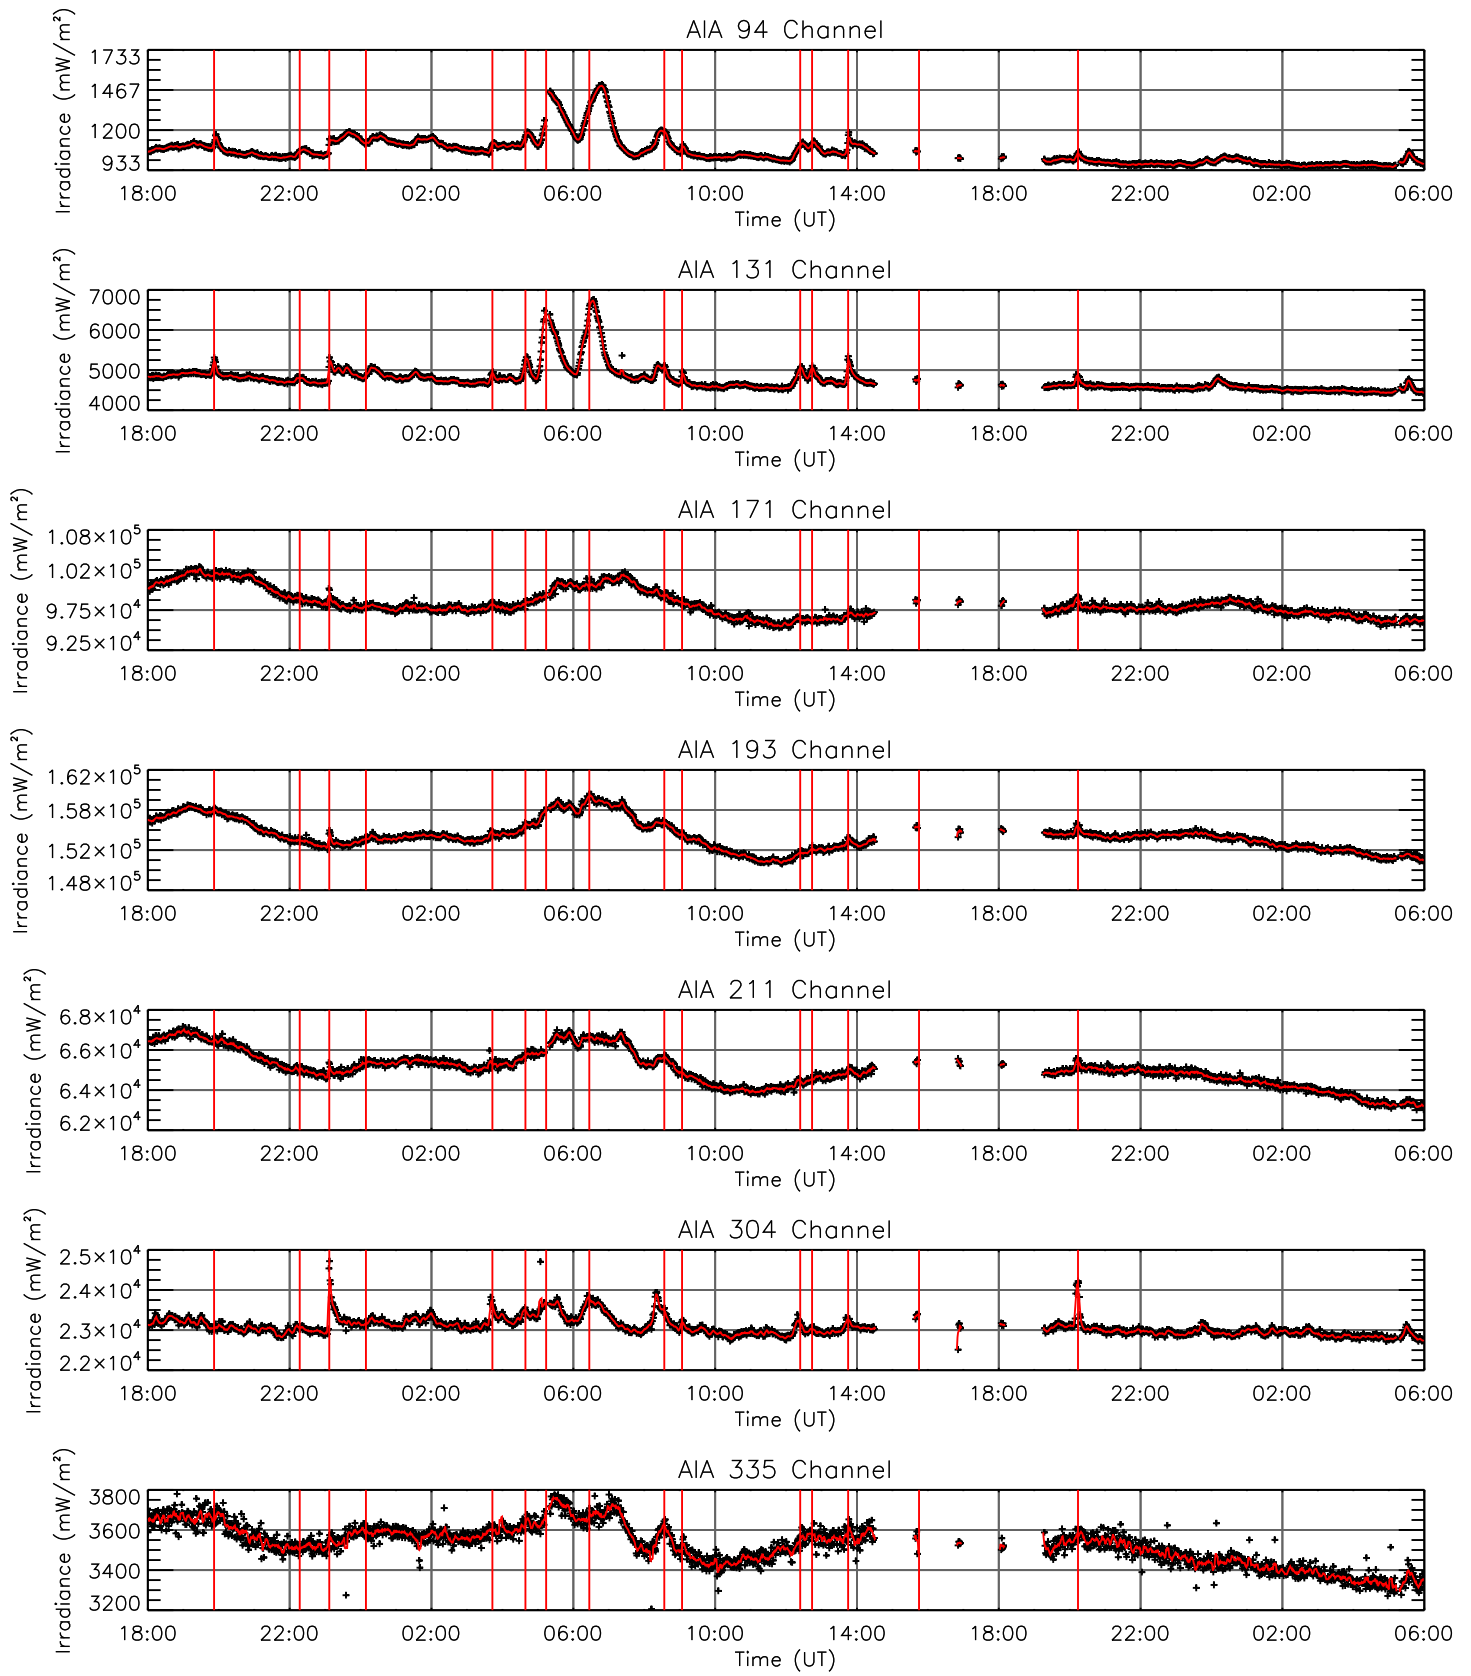 AIA 94 Channel
Irradiance (mW/m²)
1733
1467
1200
933
18:00 22:00 02:00 06:00 10:00 14:00 18:00 22:00 02:00 06:00
Time (UT)
AIA 131 Channel
Irradiance (mW/m²)
7000
6000
5000
4000
18:00 22:00 02:00 06:00 10:00 14:00 18:00 22:00 02:00 06:00
Time (UT)
AIA 171 Channel
Irradiance (mW/m²)
1.08×10⁵
1.02×10⁵
9.75×10⁴
9.25×10⁴
18:00 22:00 02:00 06:00 10:00 14:00 18:00 22:00 02:00 06:00
Time (UT)
AIA 193 Channel
Irradiance (mW/m²)
1.62×10⁵
1.58×10⁵
1.52×10⁵
1.48×10⁵
18:00 22:00 02:00 06:00 10:00 14:00 18:00 22:00 02:00 06:00
Time (UT)
AIA 211 Channel
Irradiance (mW/m²)
6.8×10⁴
6.6×10⁴
6.4×10⁴
6.2×10⁴
18:00 22:00 02:00 06:00 10:00 14:00 18:00 22:00 02:00 06:00
Time (UT)
AIA 304 Channel
Irradiance (mW/m²)
2.5×10⁴
2.4×10⁴
2.3×10⁴
2.2×10⁴
18:00 22:00 02:00 06:00 10:00 14:00 18:00 22:00 02:00 06:00
Time (UT)
AIA 335 Channel
Irradiance (mW/m²)
3800
3600
3400
3200
18:00 22:00 02:00 06:00 10:00 14:00 18:00 22:00 02:00 06:00
Time (UT)